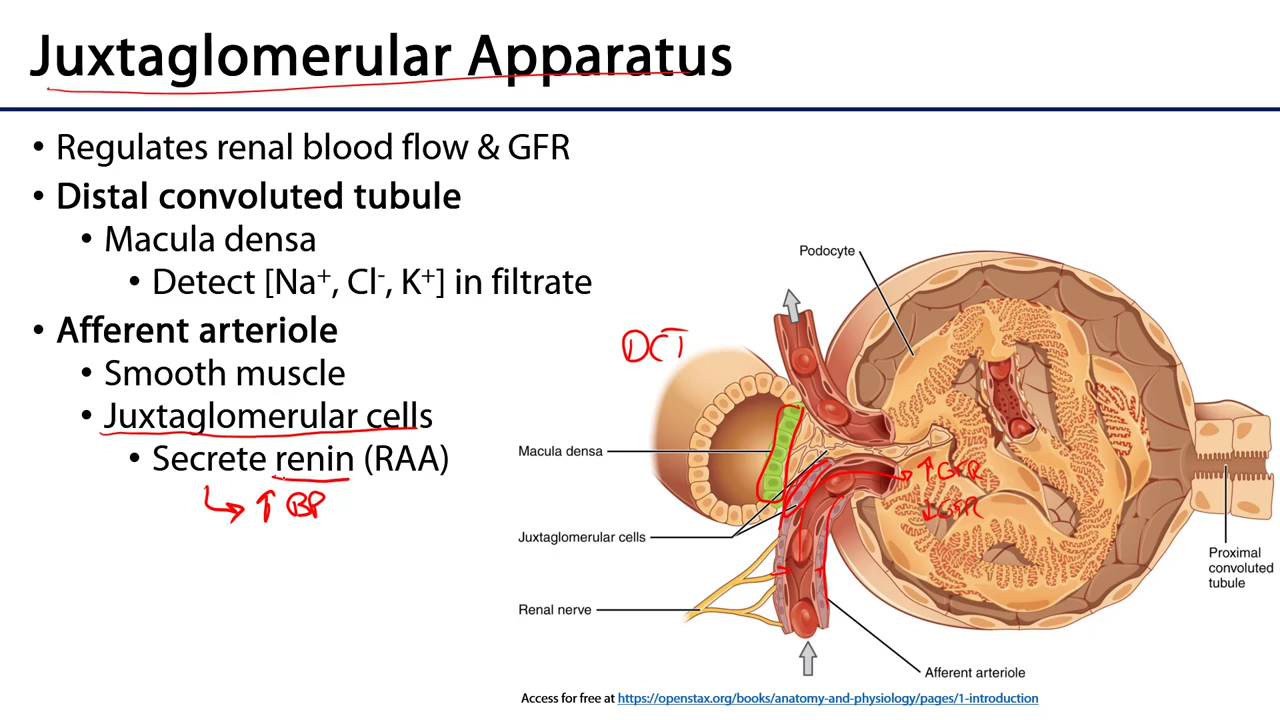 Juxtaglomerular Apparatus
• Regulates renal blood flow & GFR
• Distal convoluted tubule
• Macula densa
• Detect [Na⁺, Cl⁻, K⁺] in filtrate
• Afferent arteriole
• Smooth muscle
• Juxtaglomerular cells
• Secrete renin (RAA)
↳ ↑ BP
DCT
Podocyte
Macula densa
↑GFR
↓GFR
Juxtaglomerular cells
Proximal
convoluted
tubule
Renal nerve
Afferent arteriole
Access for free at https://openstax.org/books/anatomy-and-physiology/pages/1-introduction